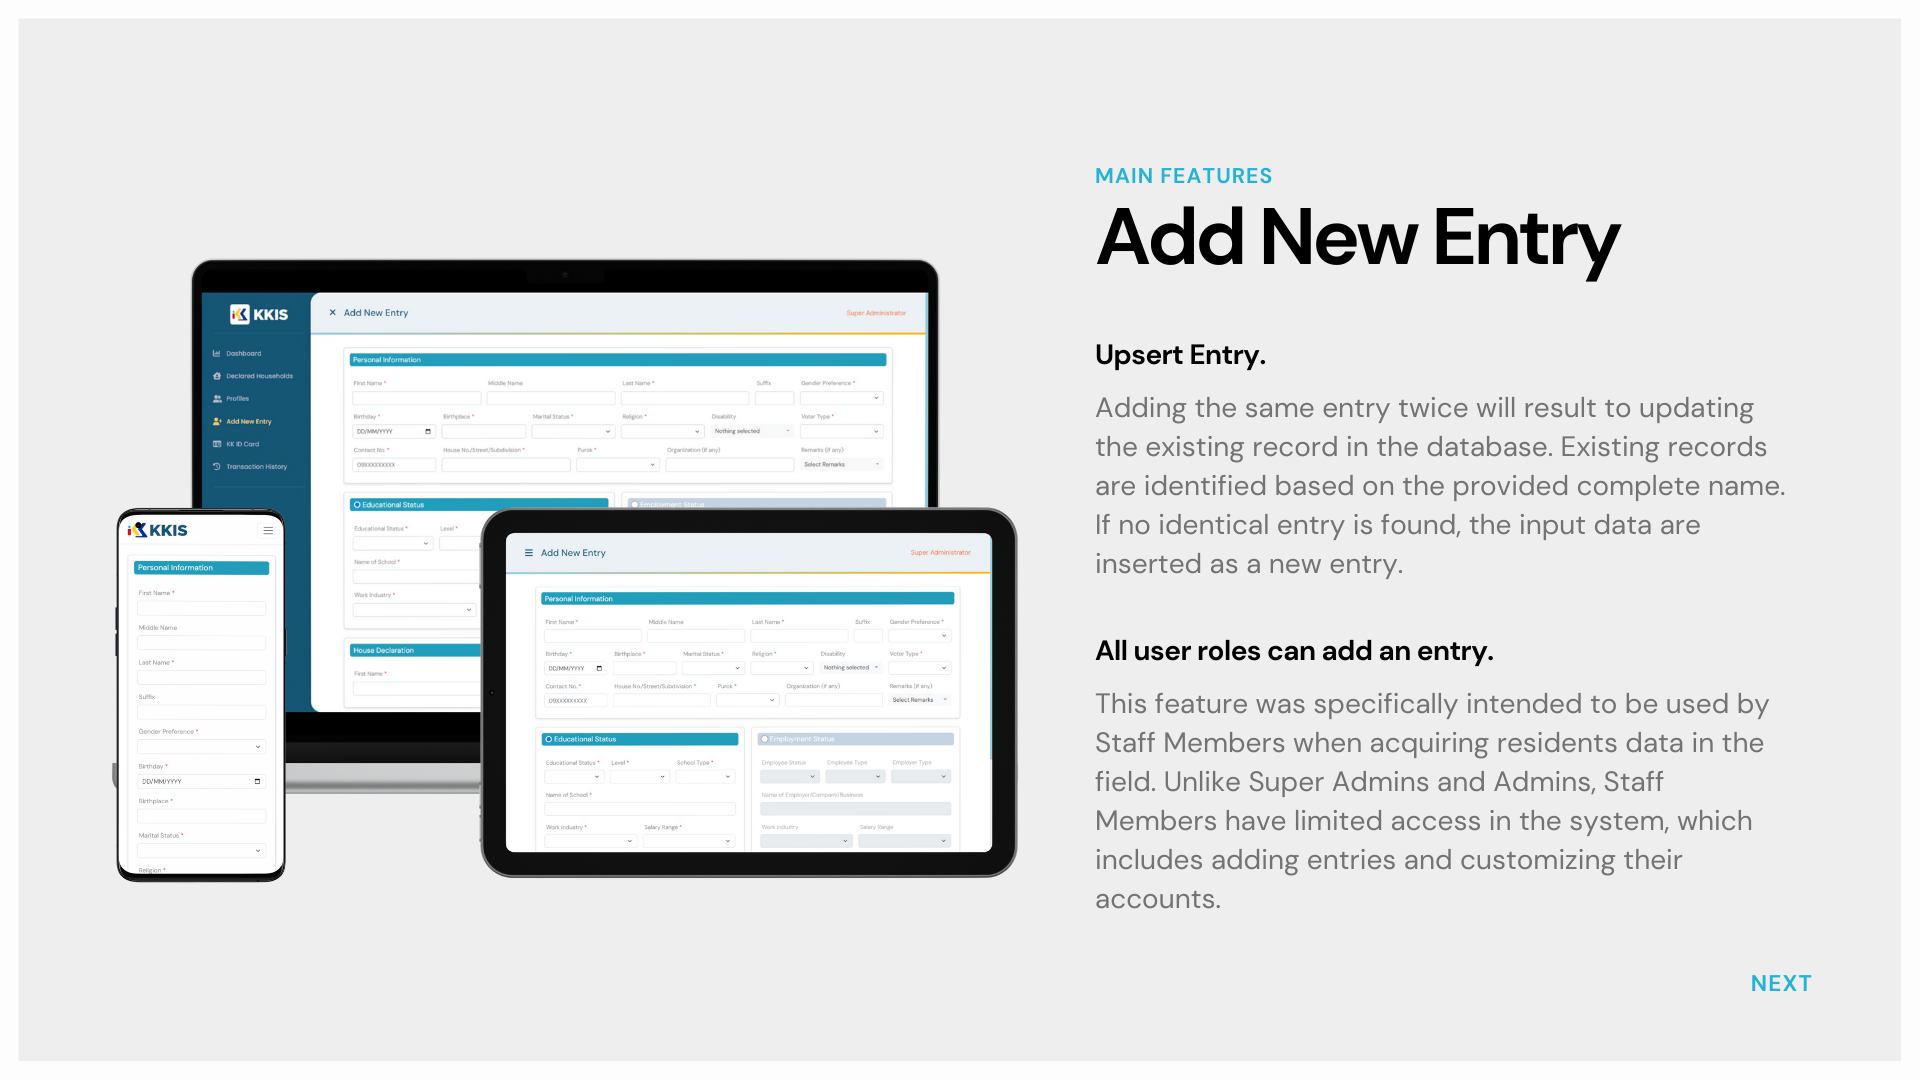 MAIN FEATURES
Add New Entry
Upsert Entry.
Adding the same entry twice will result to updating
the existing record in the database. Existing records
are identified based on the provided complete name.
If no identical entry is found, the input data are
inserted as a new entry.
All user roles can add an entry.
This feature was specifically intended to be used by
Staff Members when acquiring residents data in the
field. Unlike Super Admins and Admins, Staff
Members have limited access in the system, which
includes adding entries and customizing their
accounts.
NEXT
KKIS
Dashboard
Declared Households
Profiles
Add New Entry
KK ID Card
Transaction History
× Add New Entry Super Administrator
Personal Information
First Name * Middle Name Last Name * Suffix Gender Preference *
Birthday * Birthplace * Marital Status * Religion * Disability Voter Type *
DD/MM/YYYY Nothing selected
Contact No. * House No./Street/Subdivision * Purok * Organization (if any) Remarks (if any)
09XXXXXXXXX Select Remarks
Educational Status Employment Status
Educational Status * Level *
Name of School *
Work Industry *
House Declaration
First Name *
KKIS
Personal Information
First Name *
Middle Name
Last Name *
Suffix
Gender Preference *
Birthday *
DD/MM/YYYY
Birthplace *
Marital Status *
Religion *
Add New Entry Super Administrator
Personal Information
First Name * Middle Name Last Name * Suffix Gender Preference *
Birthday * Birthplace * Marital Status * Religion * Disability Voter Type *
DD/MM/YYYY Nothing selected
Contact No. * House No./Street/Subdivision * Purok * Organization (if any) Remarks (if any)
09XXXXXXXXX Select Remarks
Educational Status Employment Status
Educational Status * Level * School Type * Employee Status Employee Type Employer Type
Name of School * Name of Employer/Company/Business
Work Industry * Salary Range * Work Industry Salary Range